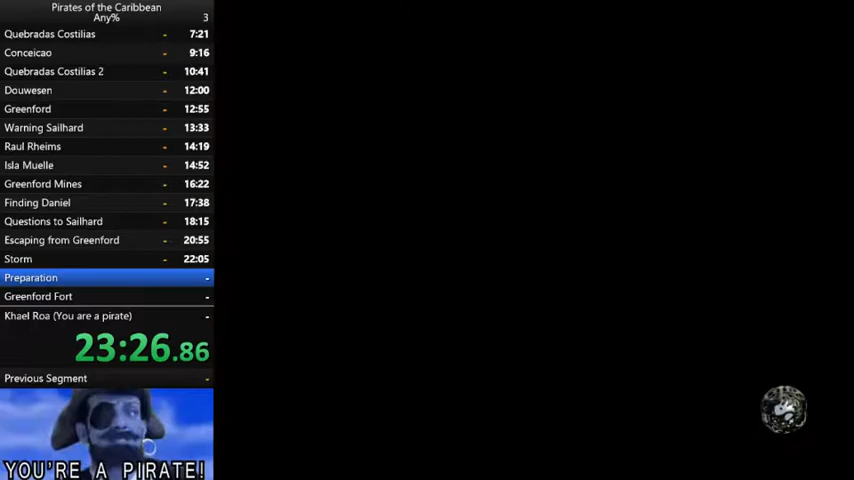 Pirates of the Caribbean
Any% 3
Quebradas Costilias - 7:21
Conceicao - 9:16
Quebradas Costilias 2 - 10:41
Douwesen - 12:00
Greenford - 12:55
Warning Sailhard - 13:33
Raul Rheims - 14:19
Isla Muelle - 14:52
Greenford Mines - 16:22
Finding Daniel - 17:38
Questions to Sailhard - 18:15
Escaping from Greenford - 20:55
Storm - 22:05
Preparation -
Greenford Fort -
Khael Roa (You are a pirate) -
23:26.86
Previous Segment -
YOU'RE A PIRATE!